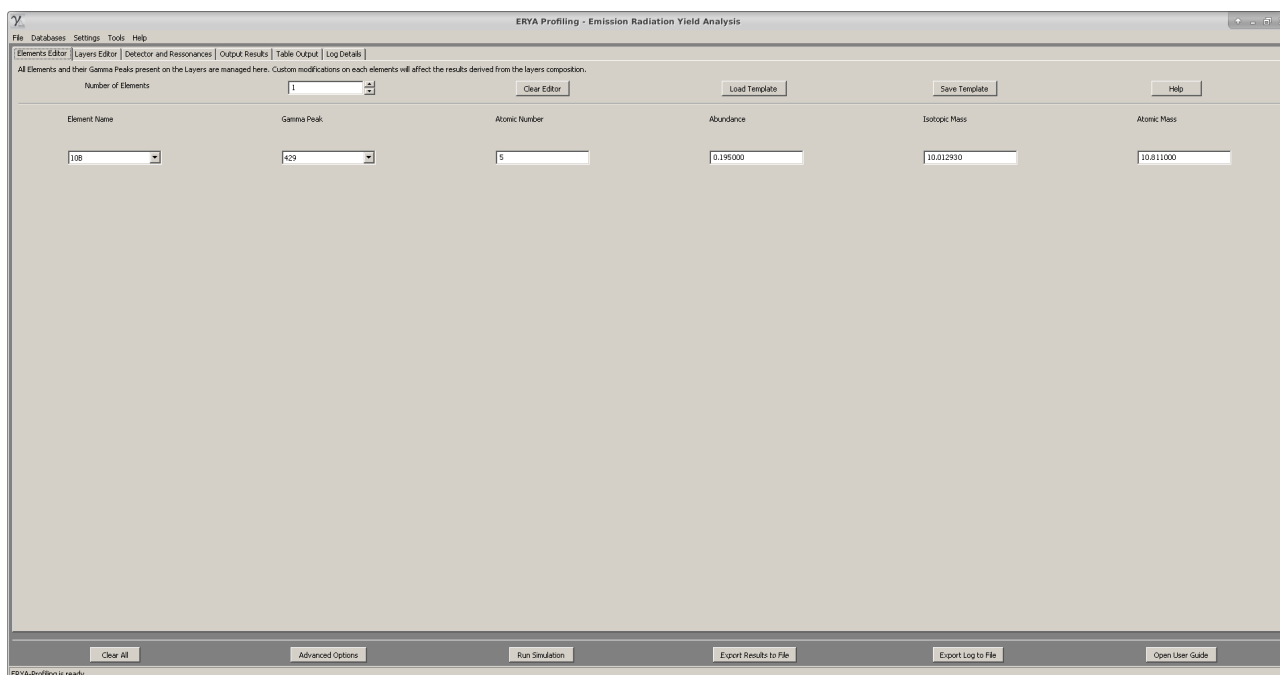 γ
ERYA Profiling - Emission Radiation Yield Analysis
File Databases Settings Tools Help
Elements Editor Layers Editor Detector and Ressonances Output Results Table Output Log Details
All Elements and their Gamma Peaks present on the Layers are managed here. Custom modifications on each elements will affect the results derived from the layers composition.
Number of Elements 1 Clear Editor Load Template Save Template Help
Element Name Gamma Peak Atomic Number Abundance Isotopic Mass Atomic Mass
10B 429 5 0.195000 10.012930 10.811000
Clear All Advanced Options Run Simulation Export Results to File Export Log to File Open User Guide
ERYA-Profiling is ready